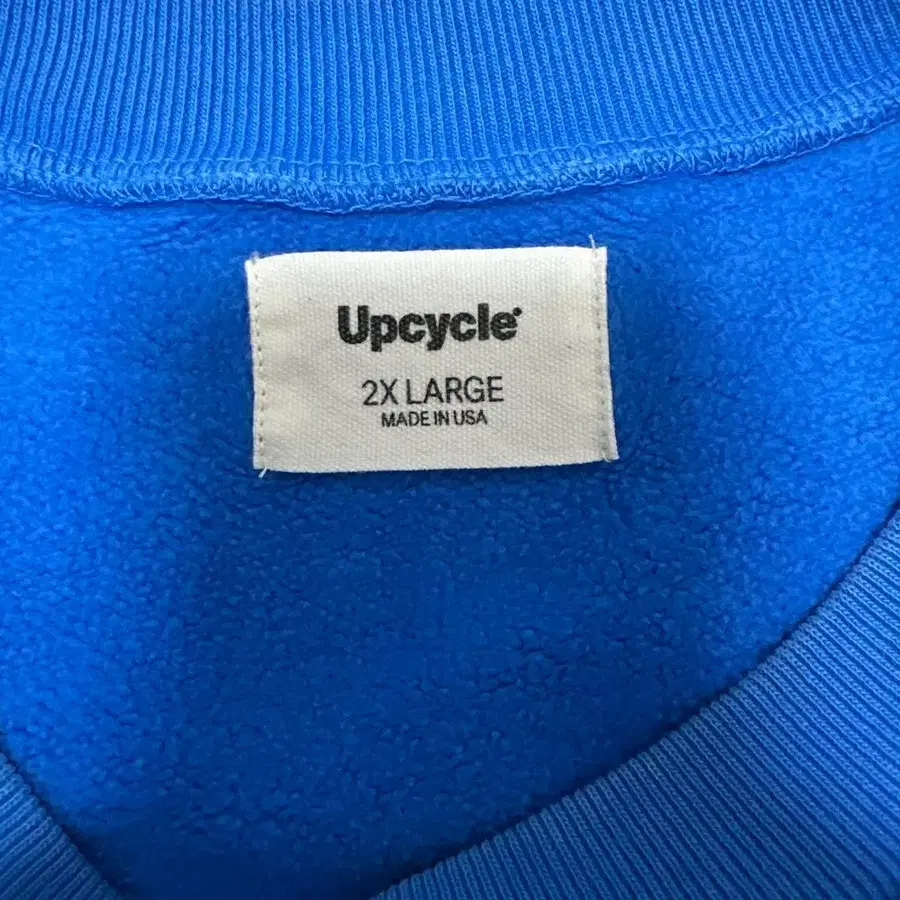 Upcycle
2X LARGE
MADE IN USA